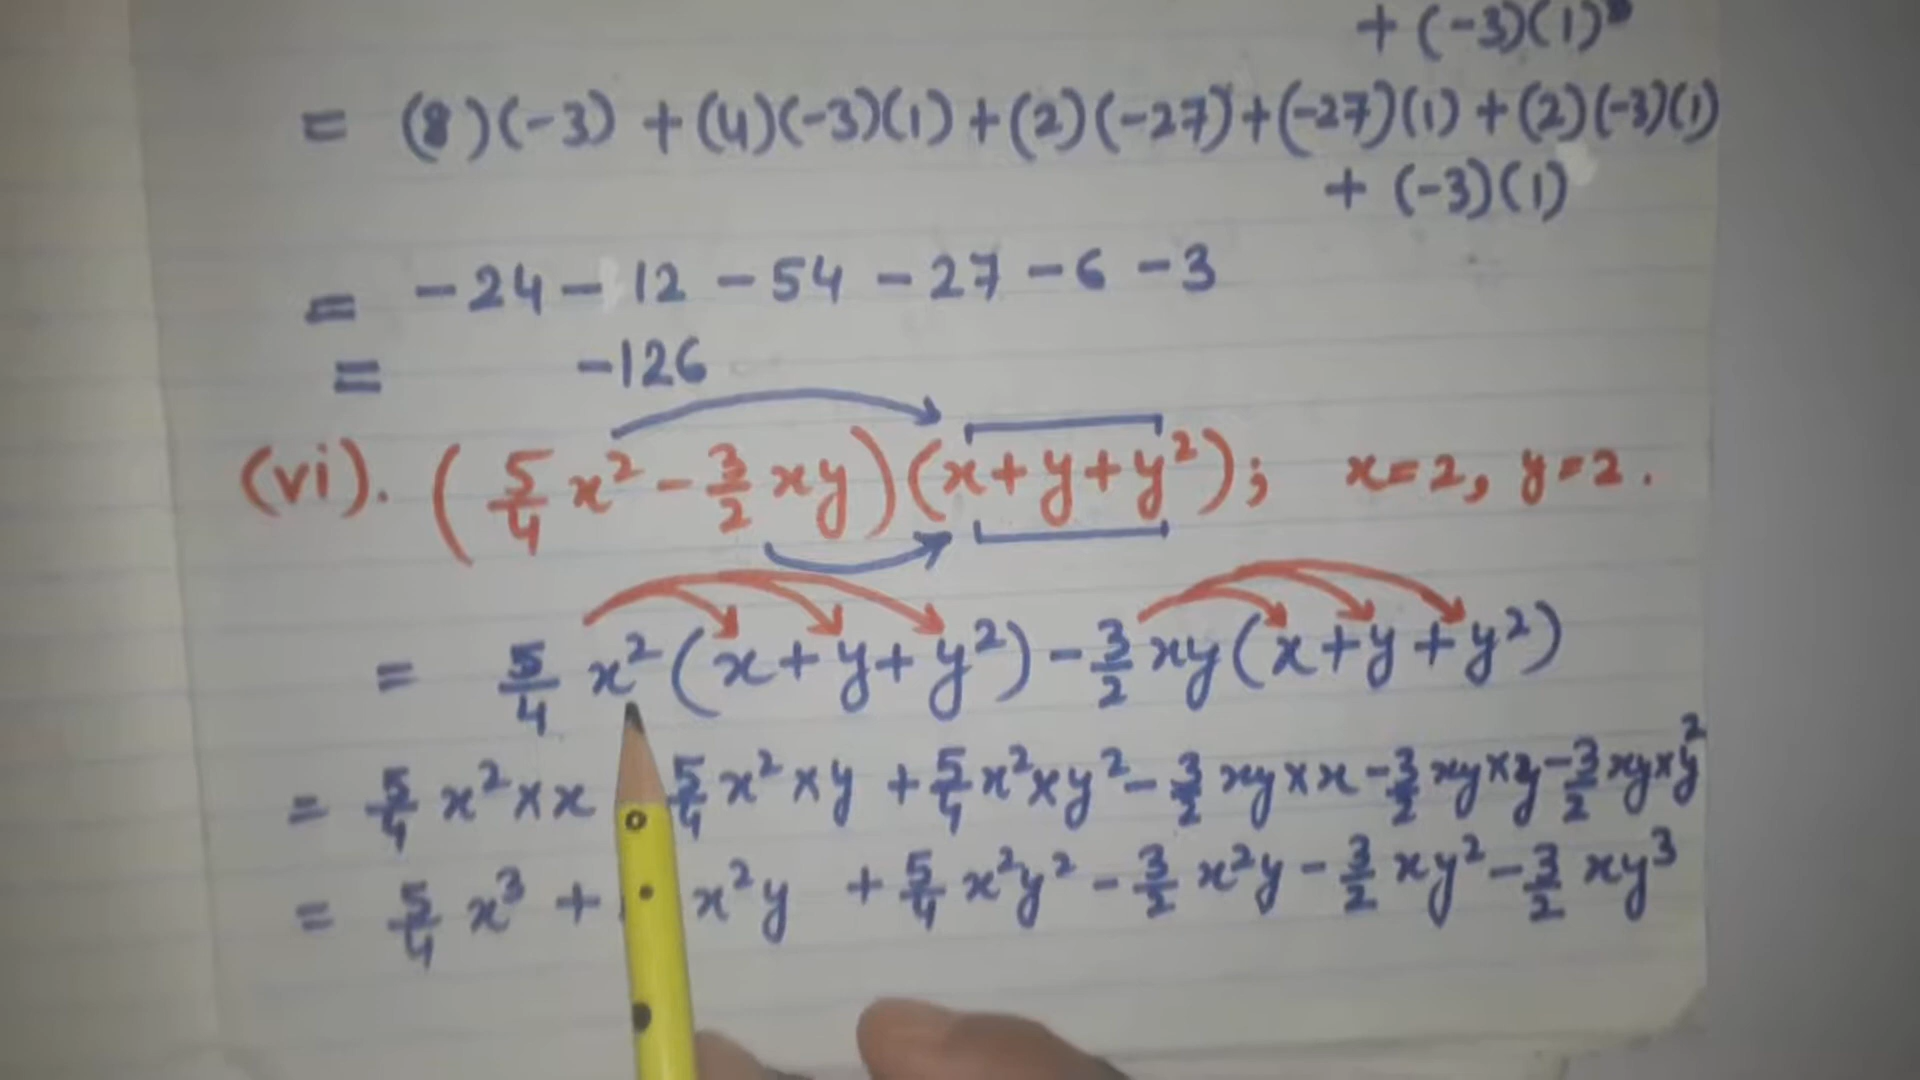 + (-3)(1)
= (8)(-3) + (4)(-3)(1) + (2)(-27) + (-27)(1) + (2)(-3)(1)
+ (-3)(1)
= -24 - 12 - 54 - 27 - 6 - 3
= -126
(vi). (5/4 x² - 3/2 xy)(x + y + y²); x=2, y=2.
= 5/4 x² (x + y + y²) - 3/2 xy (x + y + y²)
= 5/4 x² × x 5/4 x² × y + 5/4 x² × y² - 3/2 xy × x - 3/2 xy × y - 3/2 xy × y²
= 5/4 x³ + x²y + 5/4 x²y² - 3/2 x²y - 3/2 xy² - 3/2 xy³